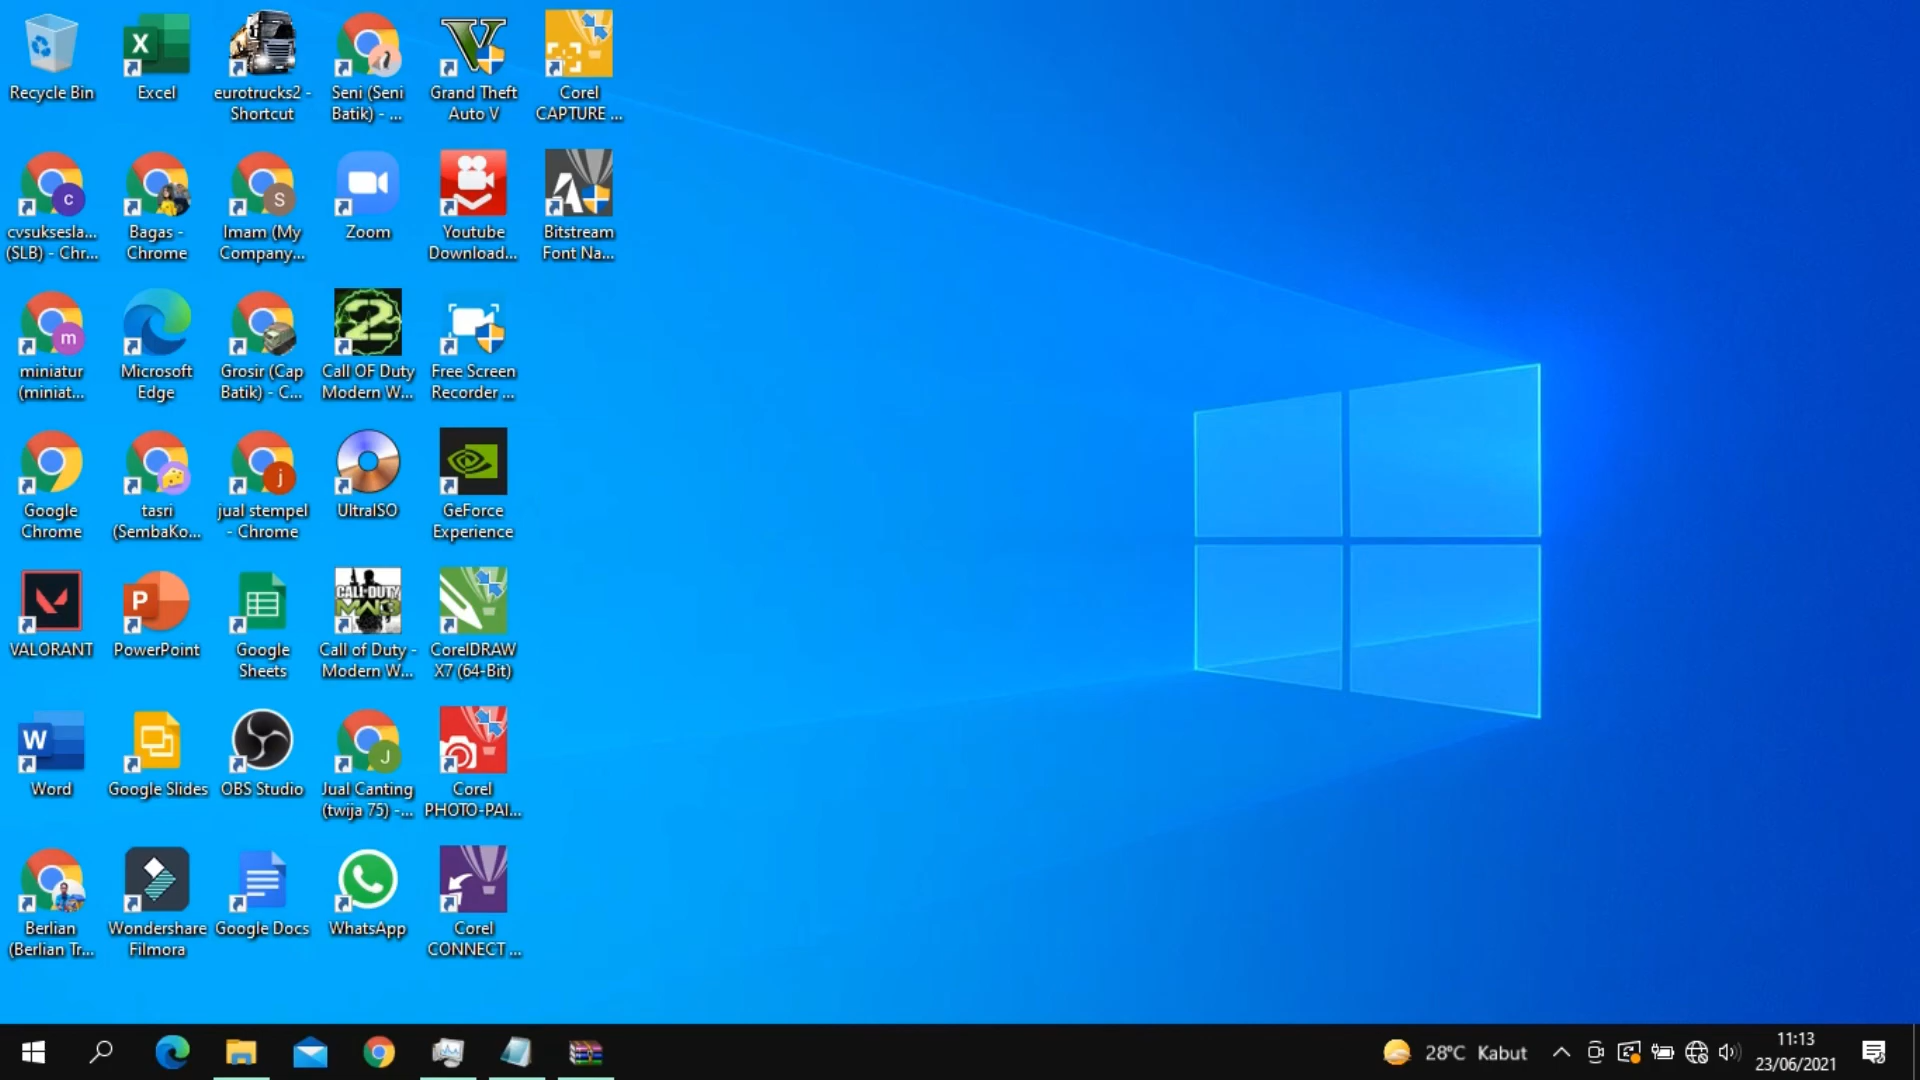 Recycle Bin
Excel
eurotrucks2 -
Shortcut
Seni (Seni
Batik) - ...
Grand Theft
Auto V
Corel
CAPTURE ...
cvsuksesla...
(SLB) - Chr...
Bagas -
Chrome
Imam (My
Company...
Zoom
Youtube
Download...
Bitstream
Font Na...
miniatur
(miniat...
Microsoft
Edge
Grosir (Cap
Batik) - C...
Call OF Duty
Modern W...
Free Screen
Recorder ...
Google
Chrome
tasri
(SembaKo...
jual stempel
- Chrome
UltraISO
GeForce
Experience
VALORANT
PowerPoint
Google
Sheets
CALL·DUTY
MW3
Call of Duty -
Modern W...
CorelDRAW
X7 (64-Bit)
Word
Google Slides
OBS Studio
Jual Canting
(twija 75) -...
Corel
PHOTO-PAI...
Berlian
(Berlian Tr...
Wondershare
Filmora
Google Docs
WhatsApp
Corel
CONNECT ...
28°C Kabut
11:13
23/06/2021